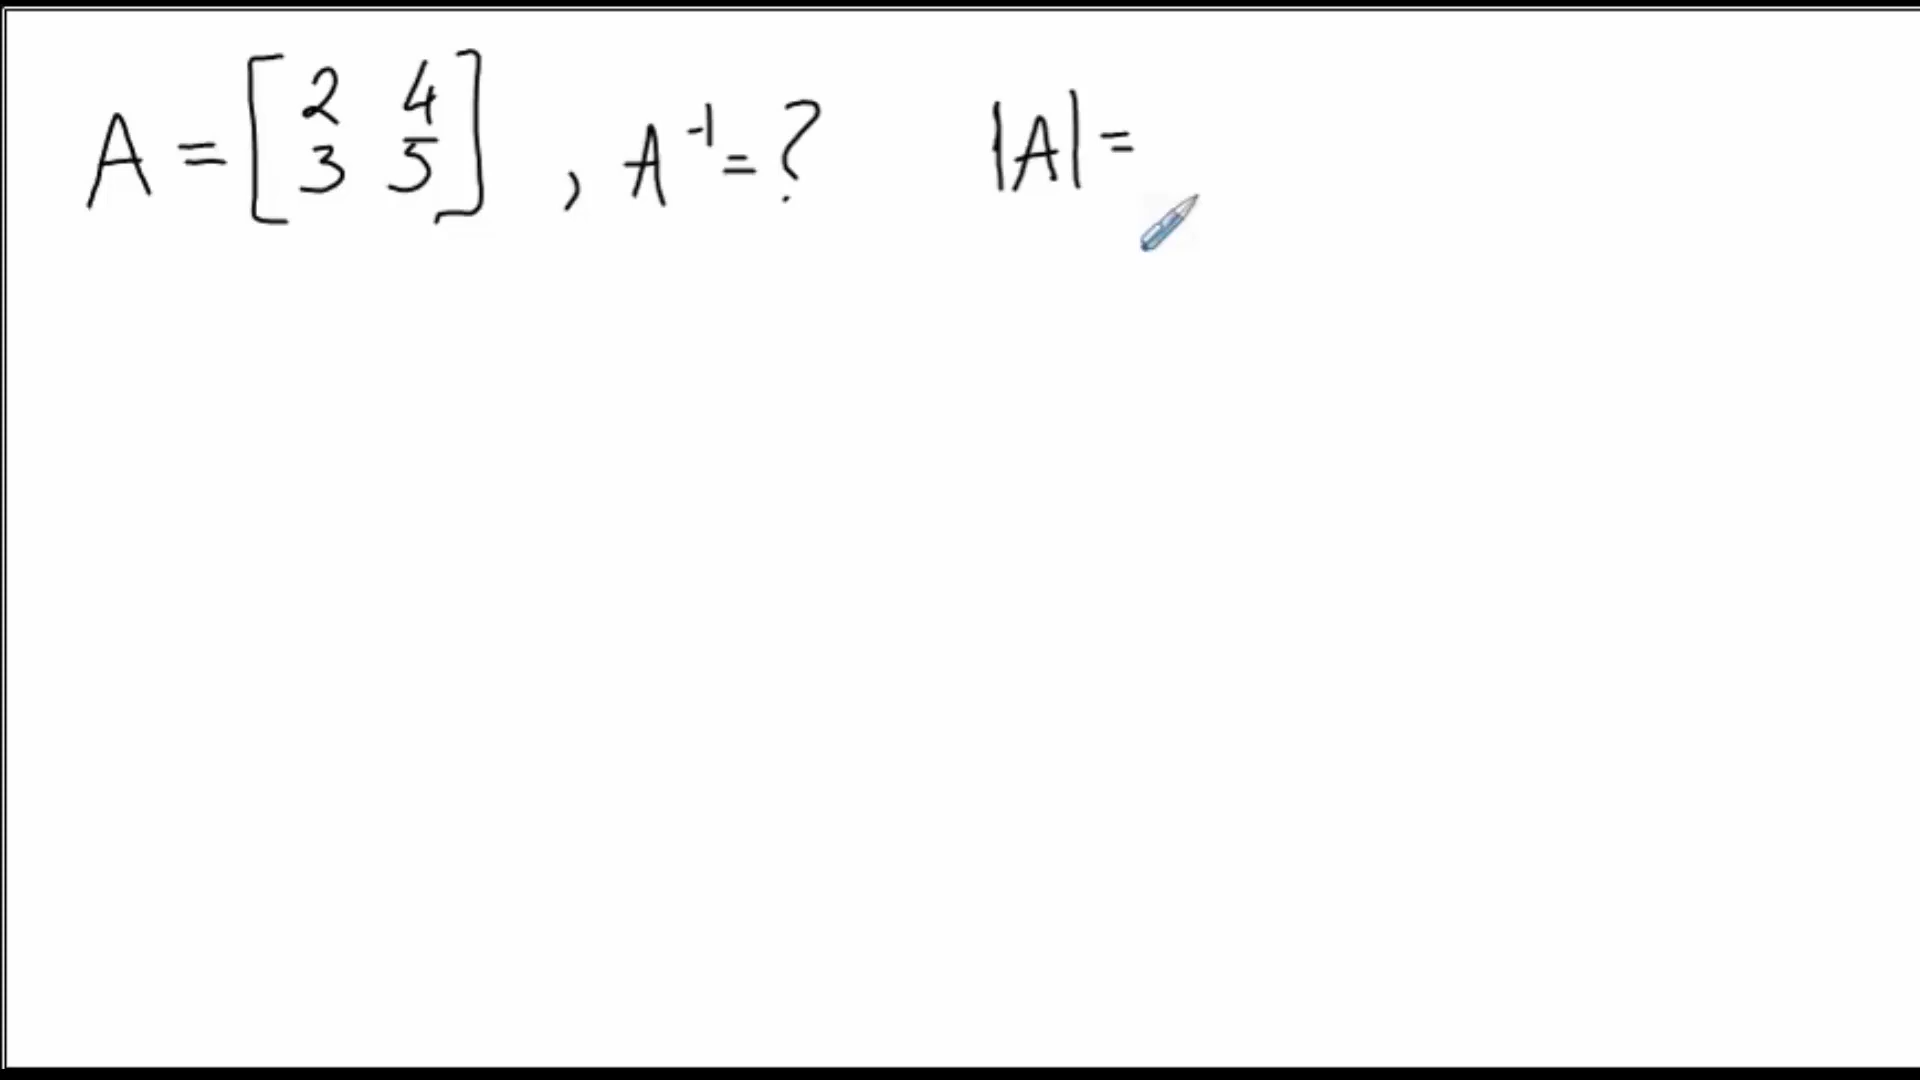 A = [2 4
3 5] , A⁻¹ = ? |A| =